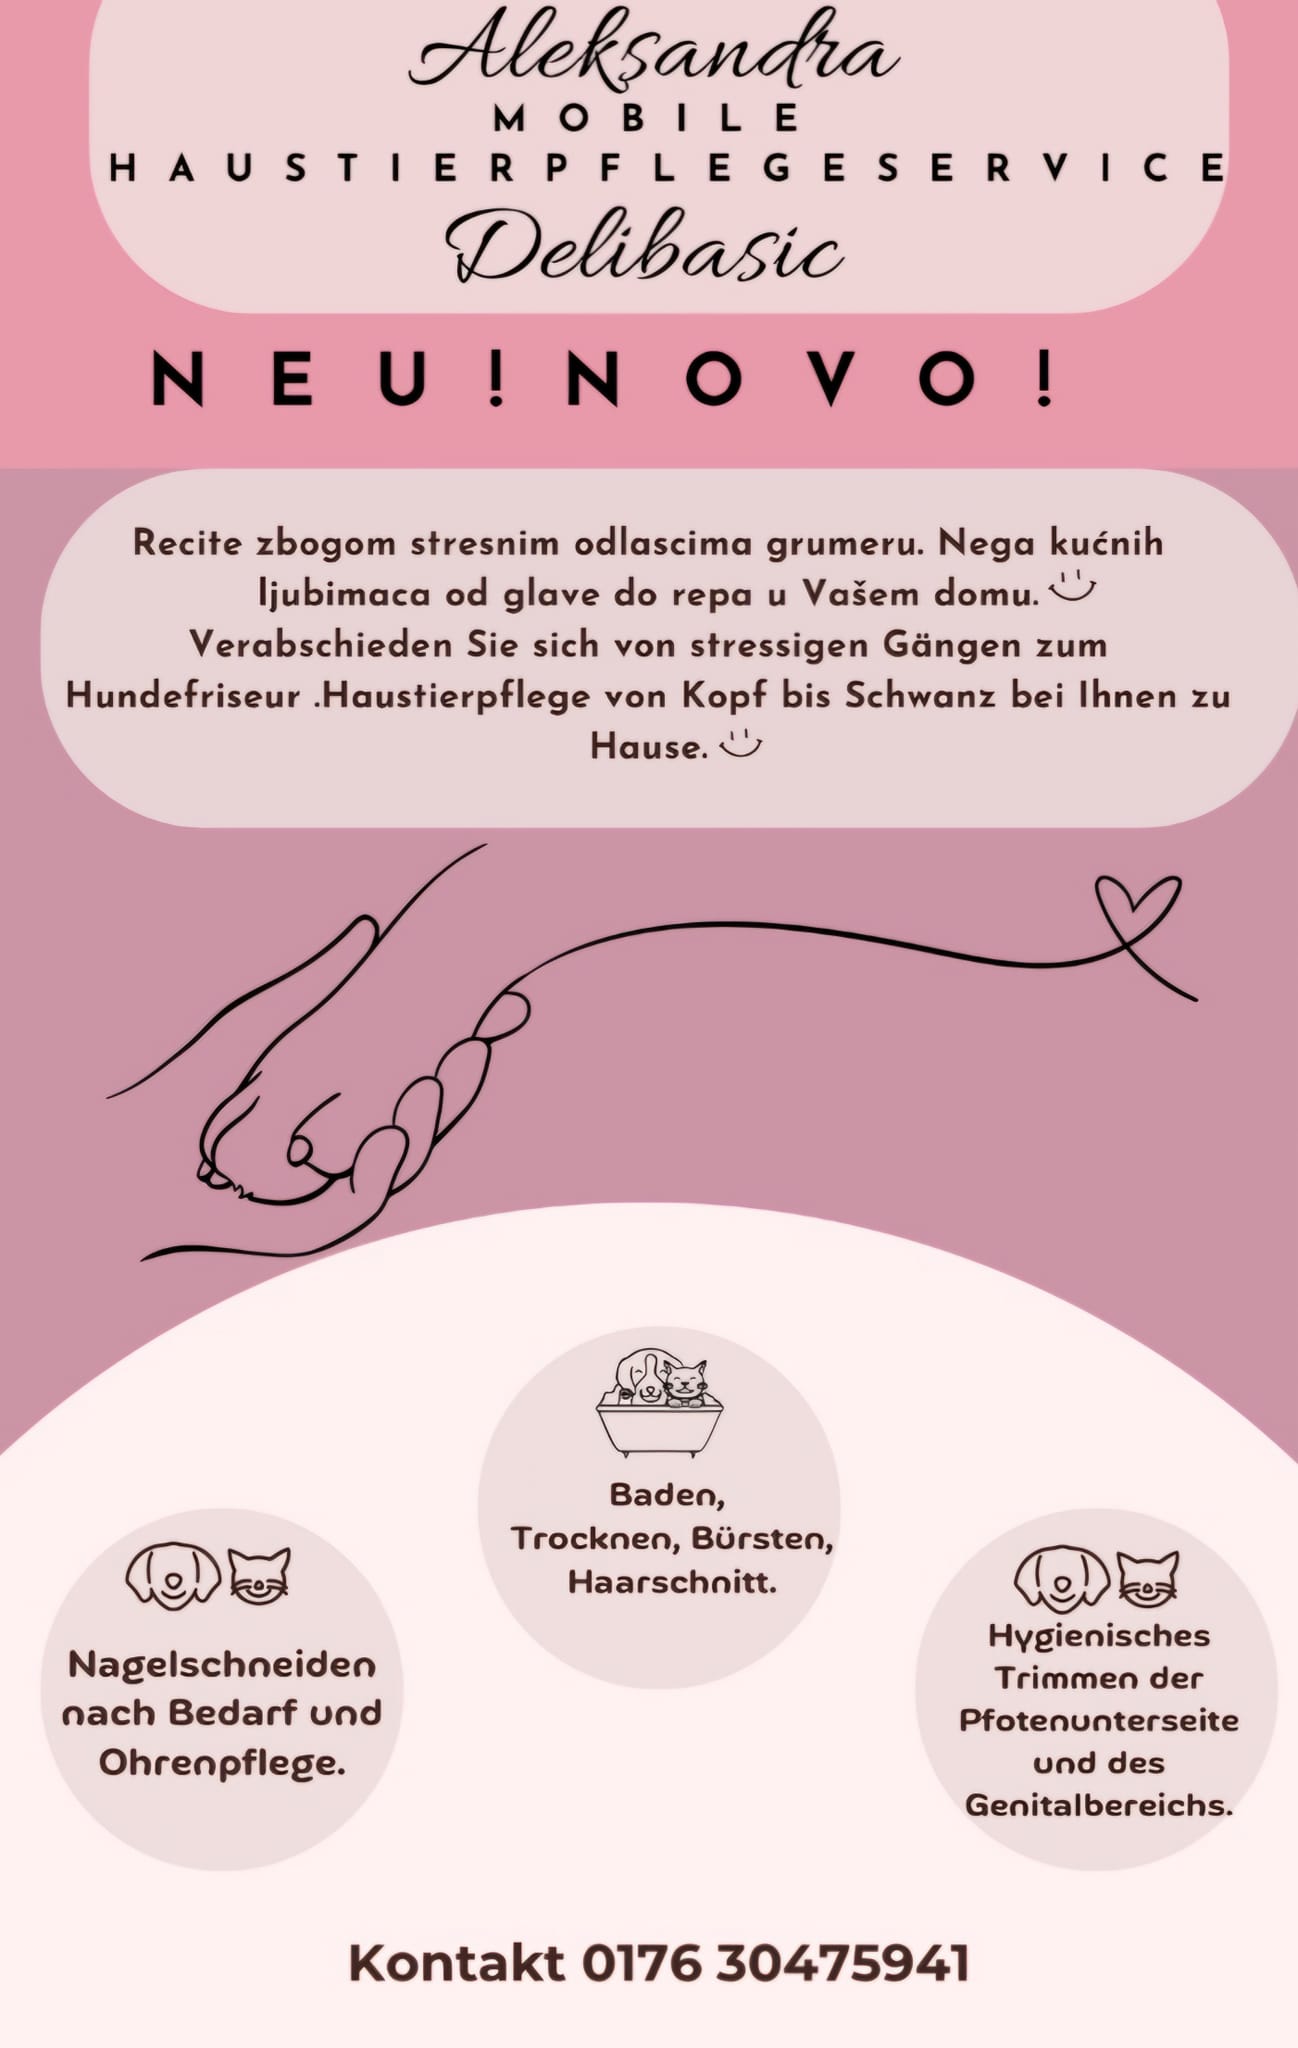 Aleksandra
MOBILE
HAUSTIERPFLEGESERVICE
Delibasic
NEU!NOVO!
Recite zbogom stresnim odlascima grumeru. Nega kućnih
ljubimaca od glave do repa u Vašem domu.
Verabschieden Sie sich von stressigen Gängen zum
Hundefriseur .Haustierpflege von Kopf bis Schwanz bei Ihnen zu
Hause.
Baden,
Trocknen, Bürsten,
Haarschnitt.
Nagelschneiden
nach Bedarf und
Ohrenpflege.
Hygienisches
Trimmen der
Pfotenunterseite
und des
Genitalbereichs.
Kontakt 0176 30475941